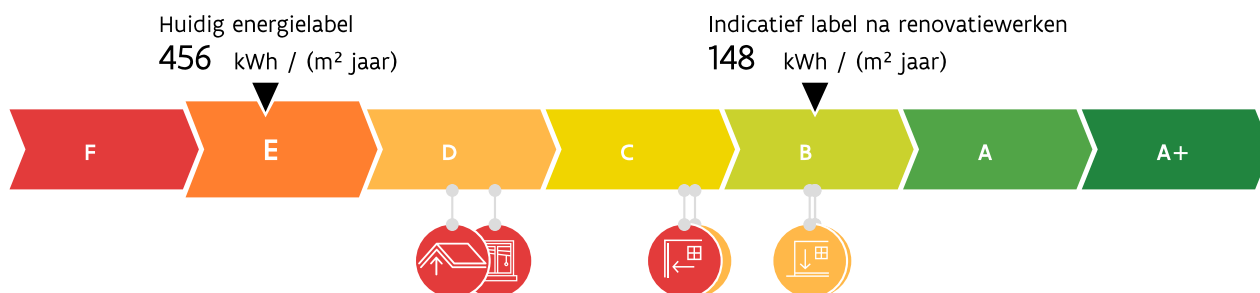 Huidig energielabel
456 kWh / (m² jaar)
Indicatief label na renovatiewerken
148 kWh / (m² jaar)
F E D C B A A+